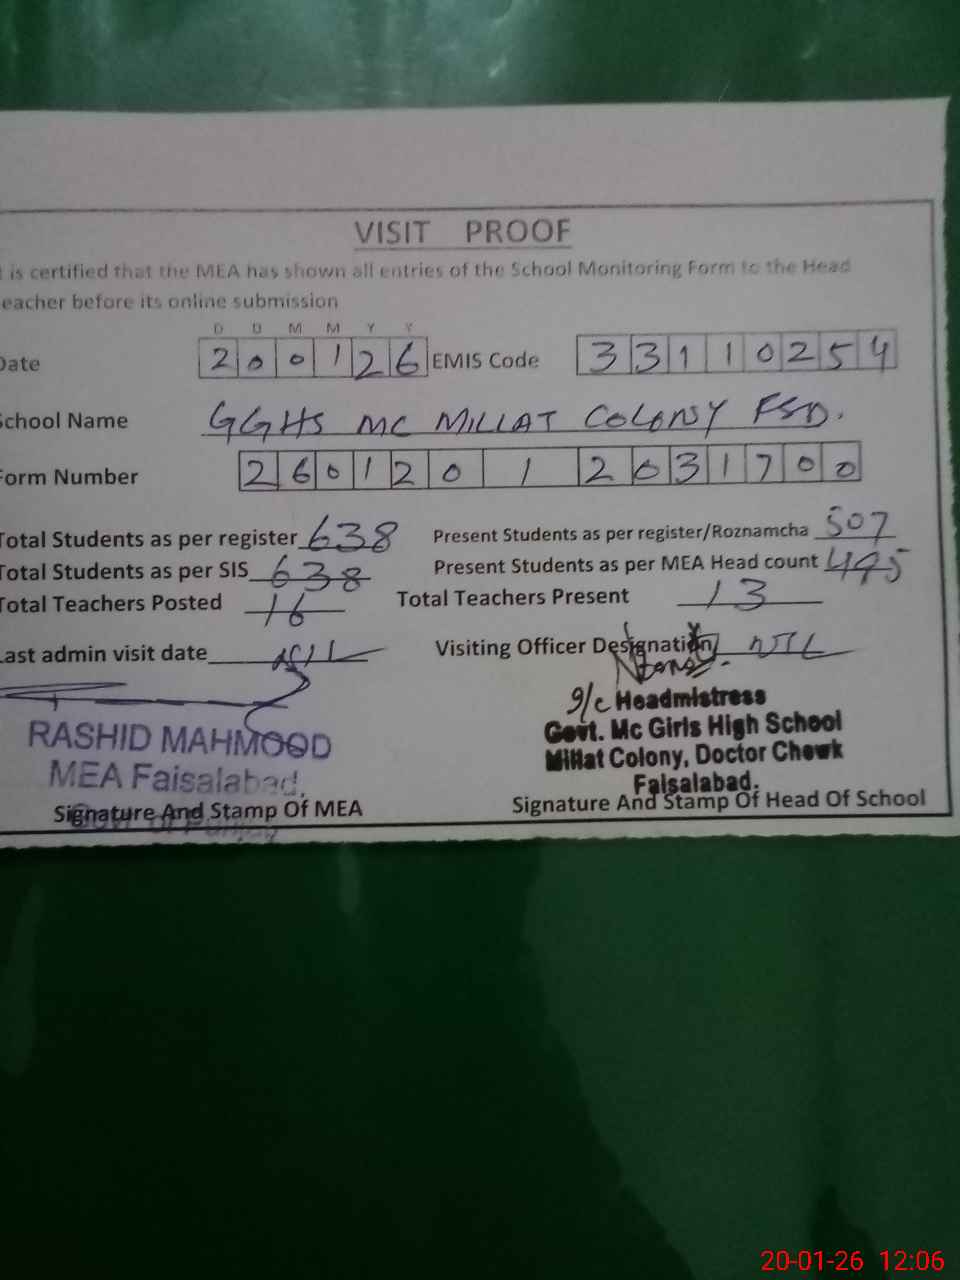 VISIT PROOF
t is certified that the MEA has shown all entries of the School Monitoring Form to the Head
eacher before its online submission
D D M M Y Y
Date 2 0 0 1 2 6 EMIS Code 3 3 1 1 0 2 5 4
School Name GGHS MC MILLAT COLONY FSD.
Form Number 2 6 0 1 2 0 1 2 0 3 1 7 0 0
Total Students as per register 638 Present Students as per register/Roznamcha 507
Total Students as per SIS 638 Present Students as per MEA Head count 495
Total Teachers Posted 16 Total Teachers Present 13
Last admin visit date NIL Visiting Officer Designation NIL
RASHID MAHMOOD
MEA Faisalabad,
Signature And Stamp Of MEA
I/C Headmistress
Govt. Mc Girls High School
Millat Colony, Doctor Chowk
Faisalabad.
Signature And Stamp Of Head Of School
20-01-26 12:06